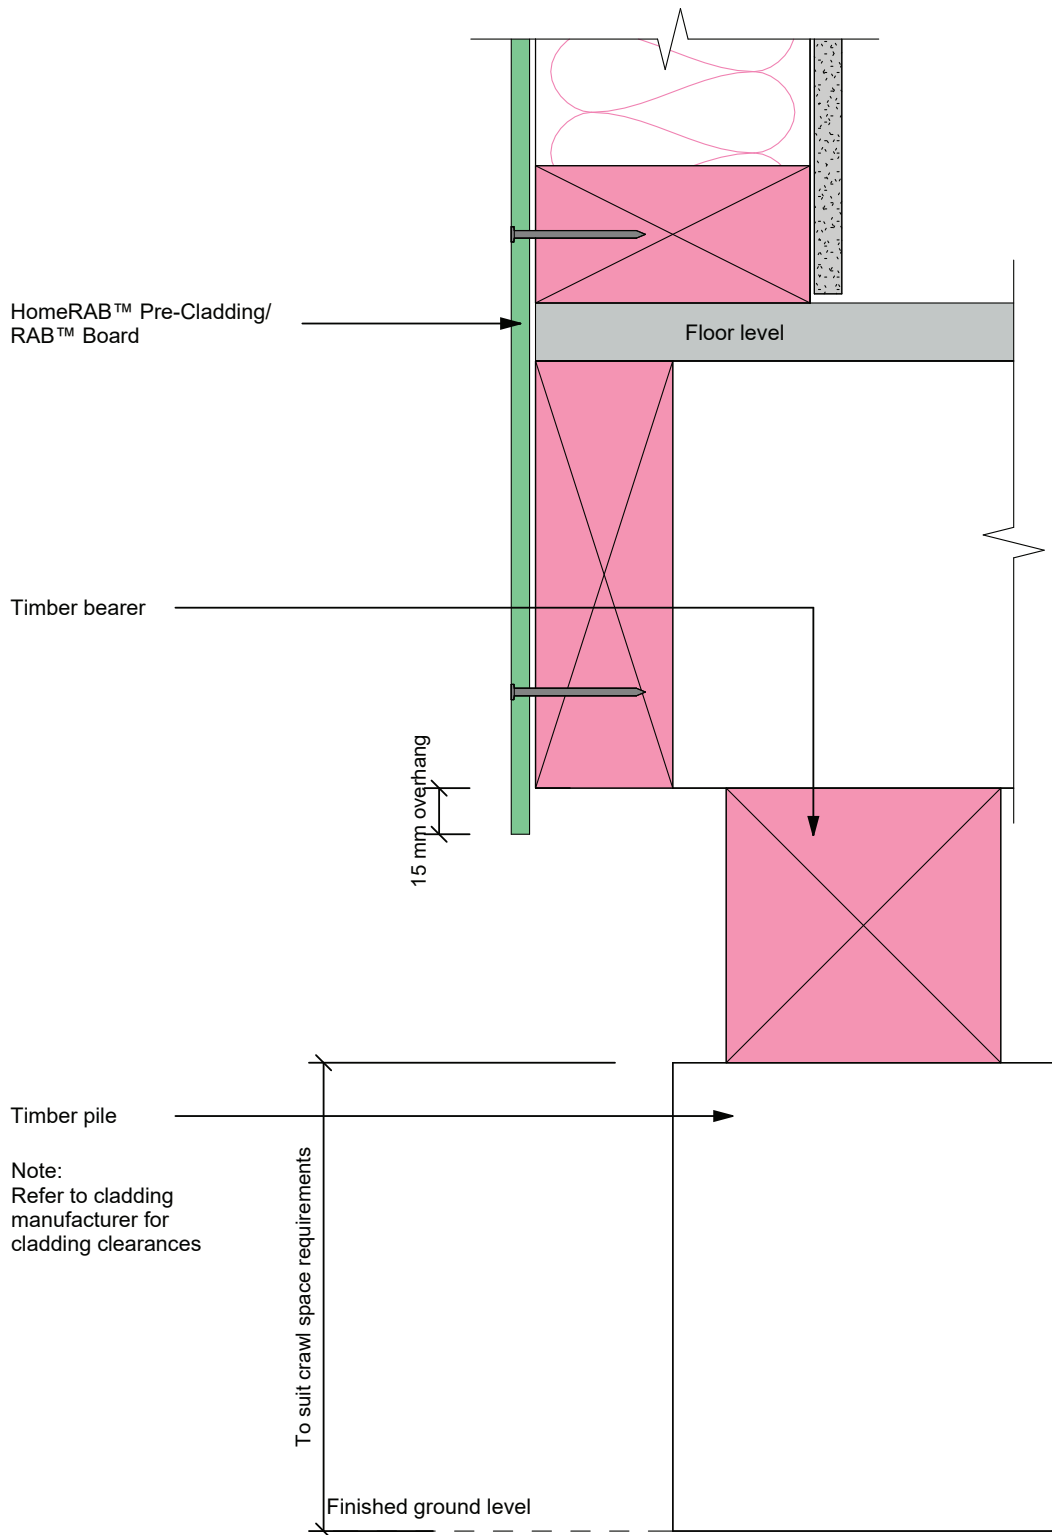 HomeRAB™ Pre-Cladding/
RAB™ Board
Floor level
Timber bearer
15 mm overhang
Timber pile
Note:
Refer to cladding
manufacturer for
cladding clearances
To suit crawl space requirements
Finished ground level